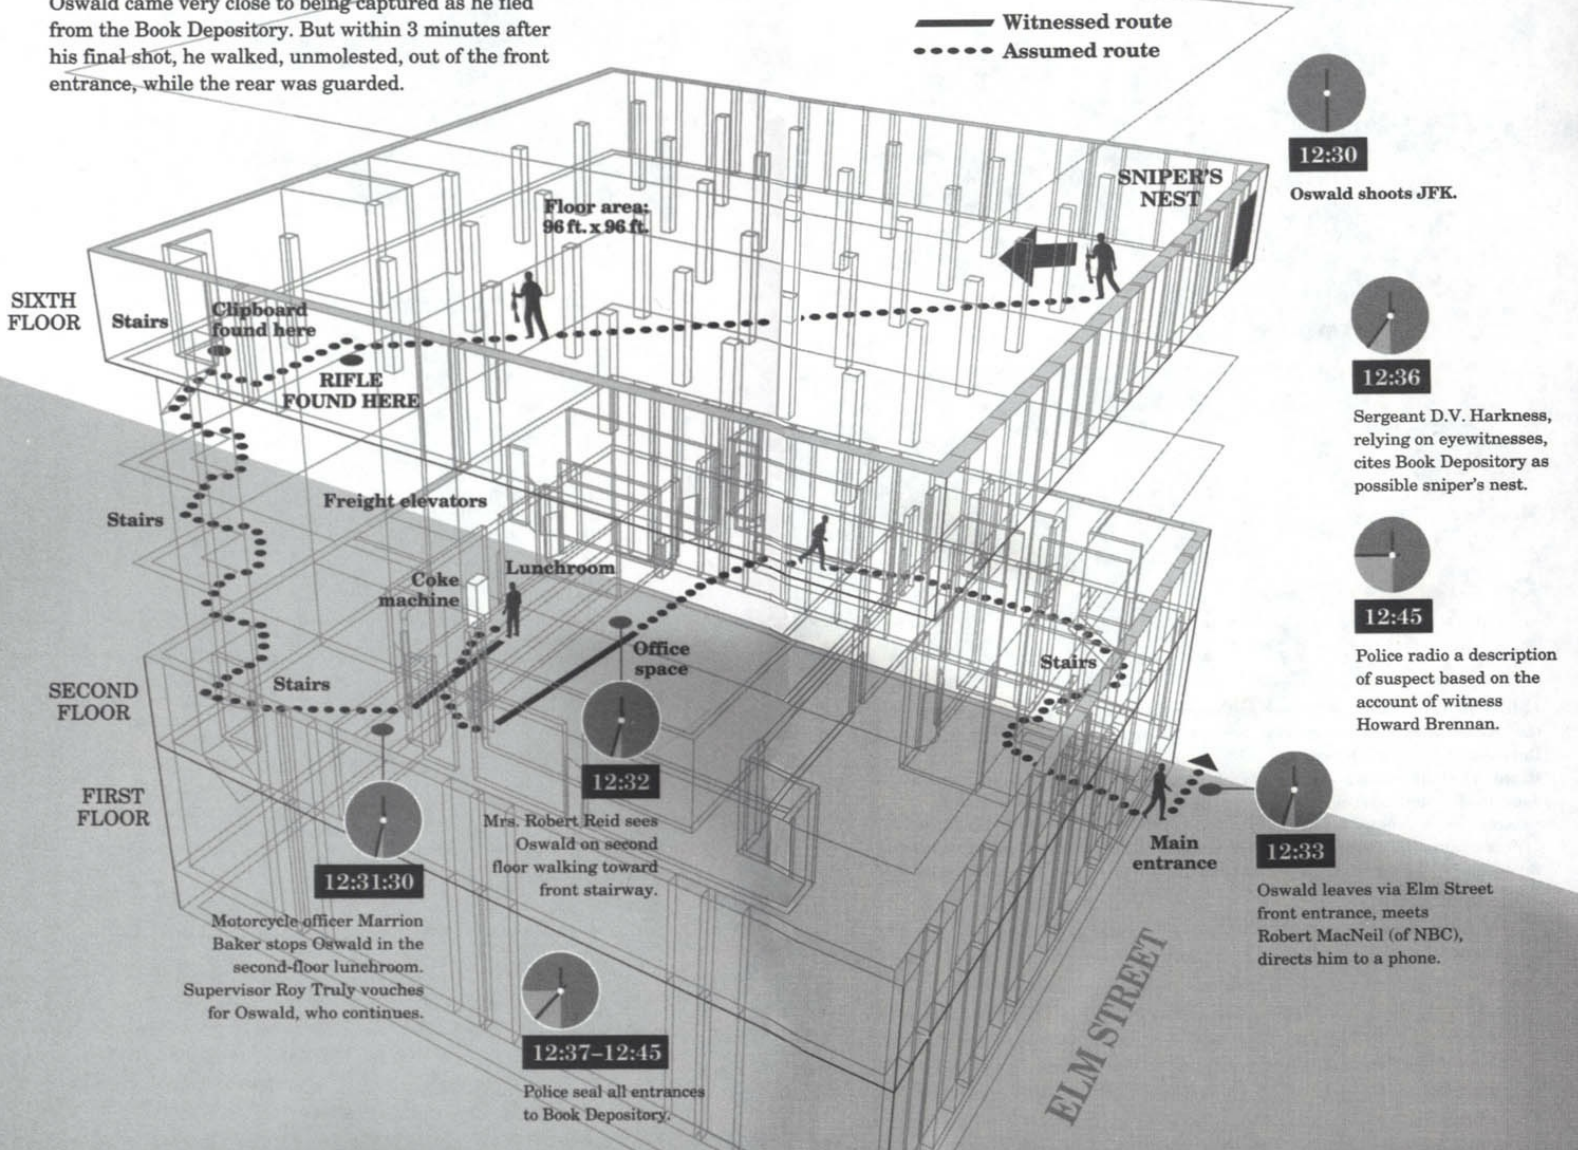 Oswald came very close to being captured as he fled
from the Book Depository. But within 3 minutes after
his final shot, he walked, unmolested, out of the front
entrance, while the rear was guarded.
Witnessed route
Assumed route
12:30
Oswald shoots JFK.
SNIPER'S
NEST
Floor area:
96 ft. x 96 ft.
SIXTH
FLOOR
Stairs
Clipboard
found here
RIFLE
FOUND HERE
12:36
Sergeant D.V. Harkness,
relying on eyewitnesses,
cites Book Depository as
possible sniper's nest.
Stairs
Freight elevators
Coke
machine
Lunchroom
12:45
Police radio a description
of suspect based on the
account of witness
Howard Brennan.
Office
space
Stairs
SECOND
FLOOR
Stairs
FIRST
FLOOR
12:32
Mrs. Robert Reid sees
Oswald on second
floor walking toward
front stairway.
12:31:30
Motorcycle officer Marrion
Baker stops Oswald in the
second-floor lunchroom.
Supervisor Roy Truly vouches
for Oswald, who continues.
Main
entrance
12:33
Oswald leaves via Elm Street
front entrance, meets
Robert MacNeil (of NBC),
directs him to a phone.
12:37–12:45
Police seal all entrances
to Book Depository.
ELM STREET